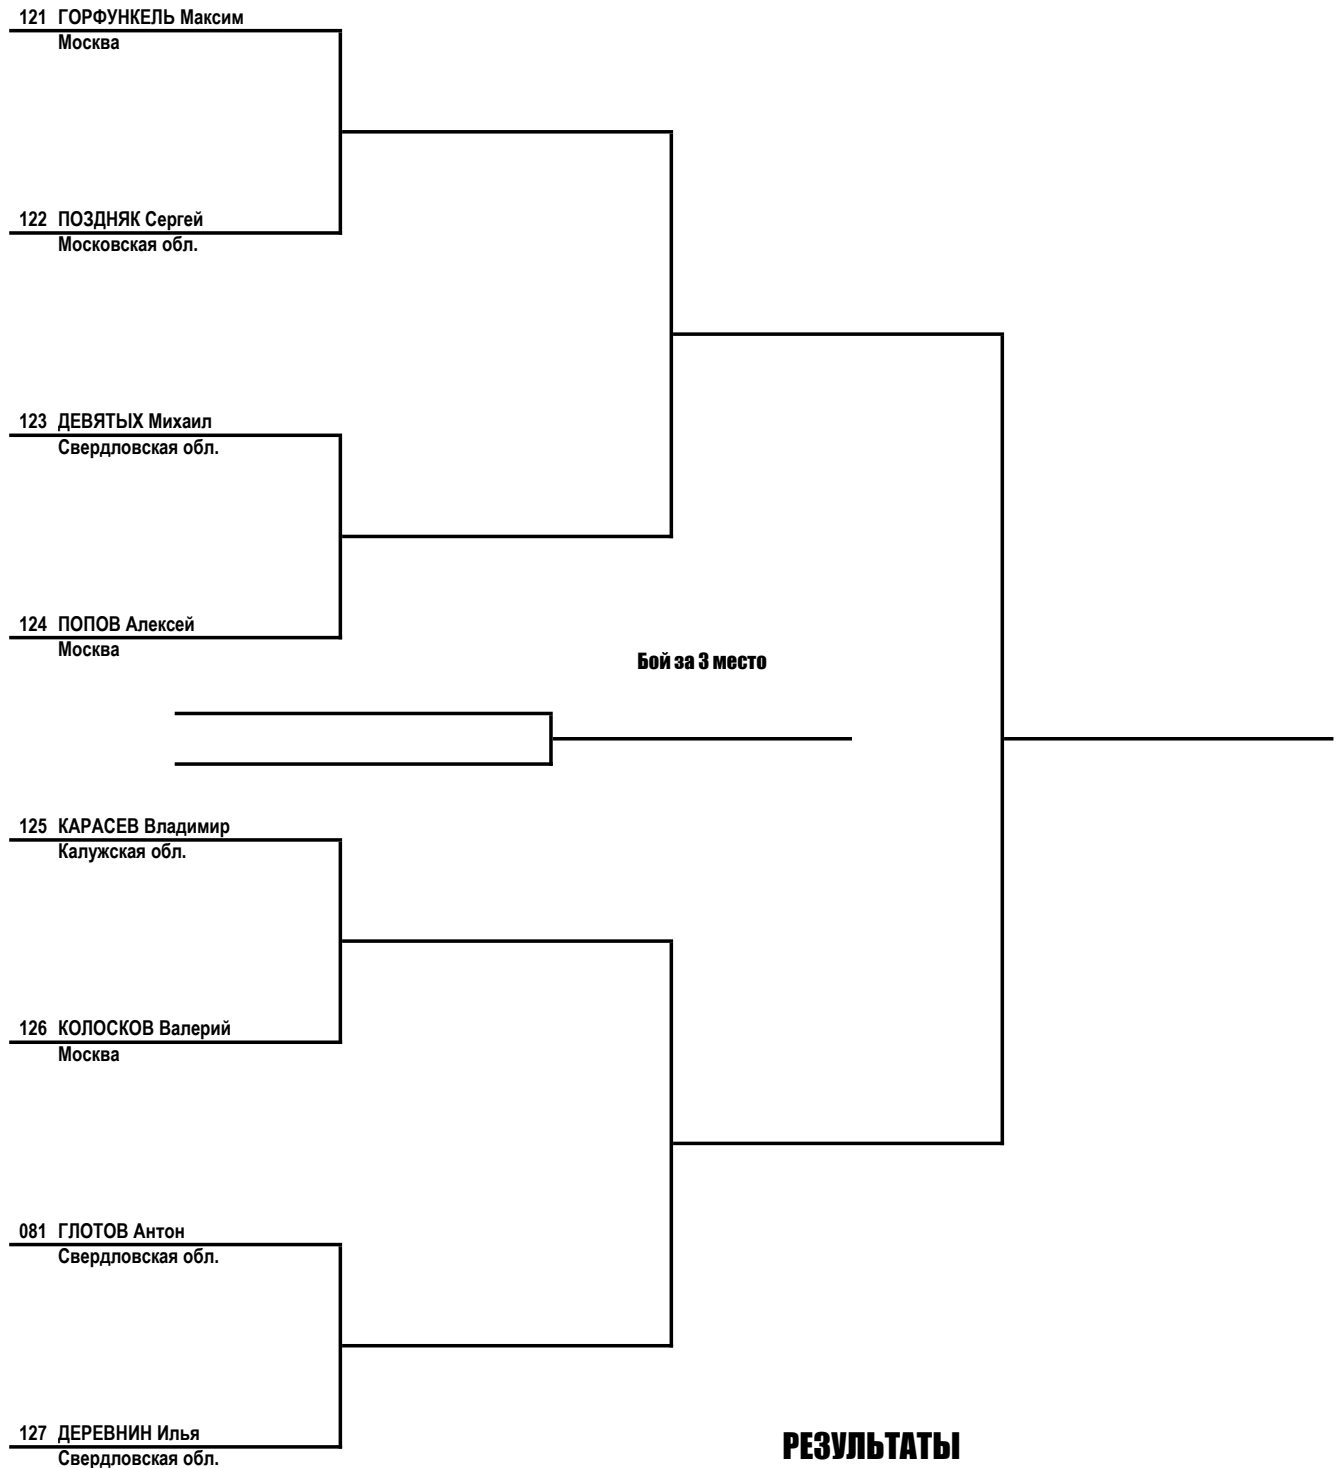 121 ГОРФУНКЕЛЬ Максим
Москва
122 ПОЗДНЯК Сергей
Московская обл.
123 ДЕВЯТЫХ Михаил
Свердловская обл.
124 ПОПОВ Алексей
Москва
Бой за 3 место
125 КАРАСЕВ Владимир
Калужская обл.
126 КОЛОСКОВ Валерий
Москва
081 ГЛОТОВ Антон
Свердловская обл.
127 ДЕРЕВНИН Илья
Свердловская обл.
РЕЗУЛЬТАТЫ